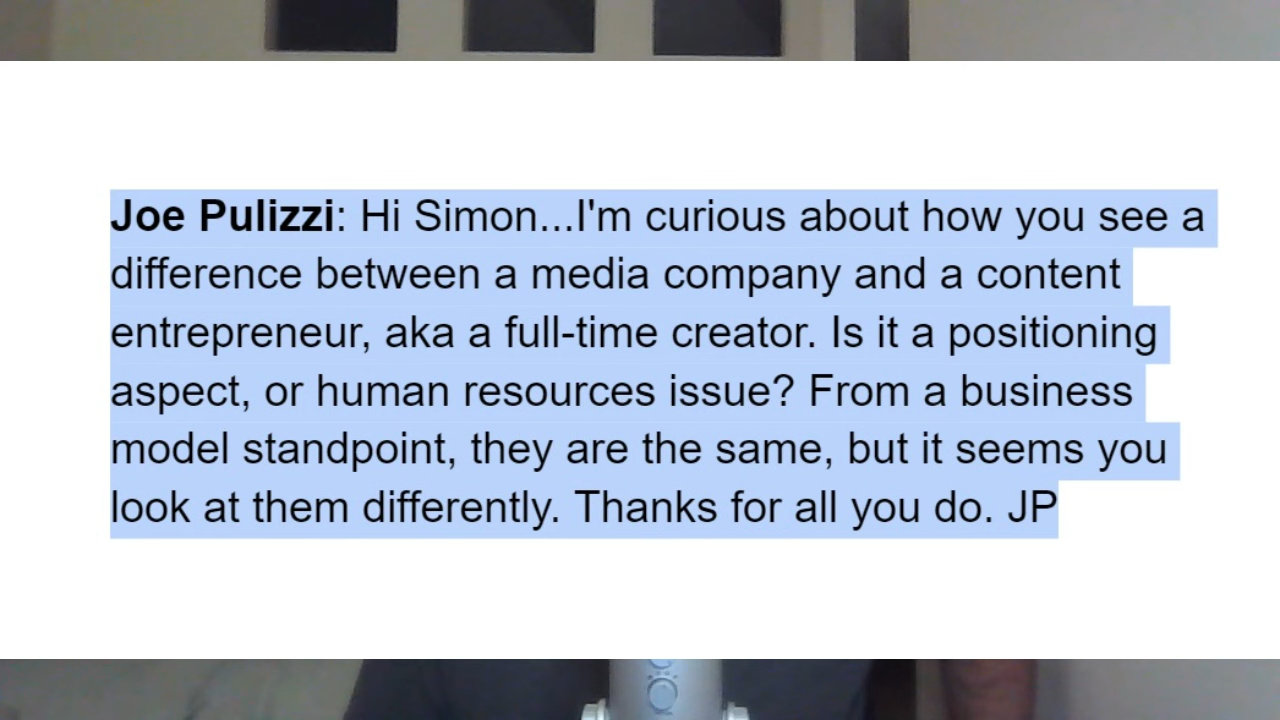 Joe Pulizzi: Hi Simon...I'm curious about how you see a
difference between a media company and a content
entrepreneur, aka a full-time creator. Is it a positioning
aspect, or human resources issue? From a business
model standpoint, they are the same, but it seems you
look at them differently. Thanks for all you do. JP